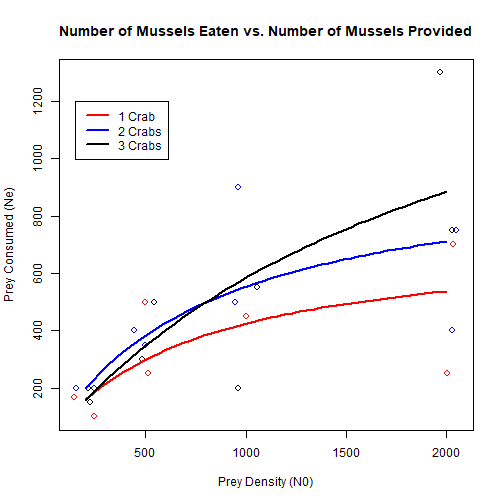 Number of Mussels Eaten vs. Number of Mussels Provided
1 Crab
2 Crabs
3 Crabs
Prey Consumed (Ne)
1200
1000
800
600
400
200
500
1000
1500
2000
Prey Density (N0)